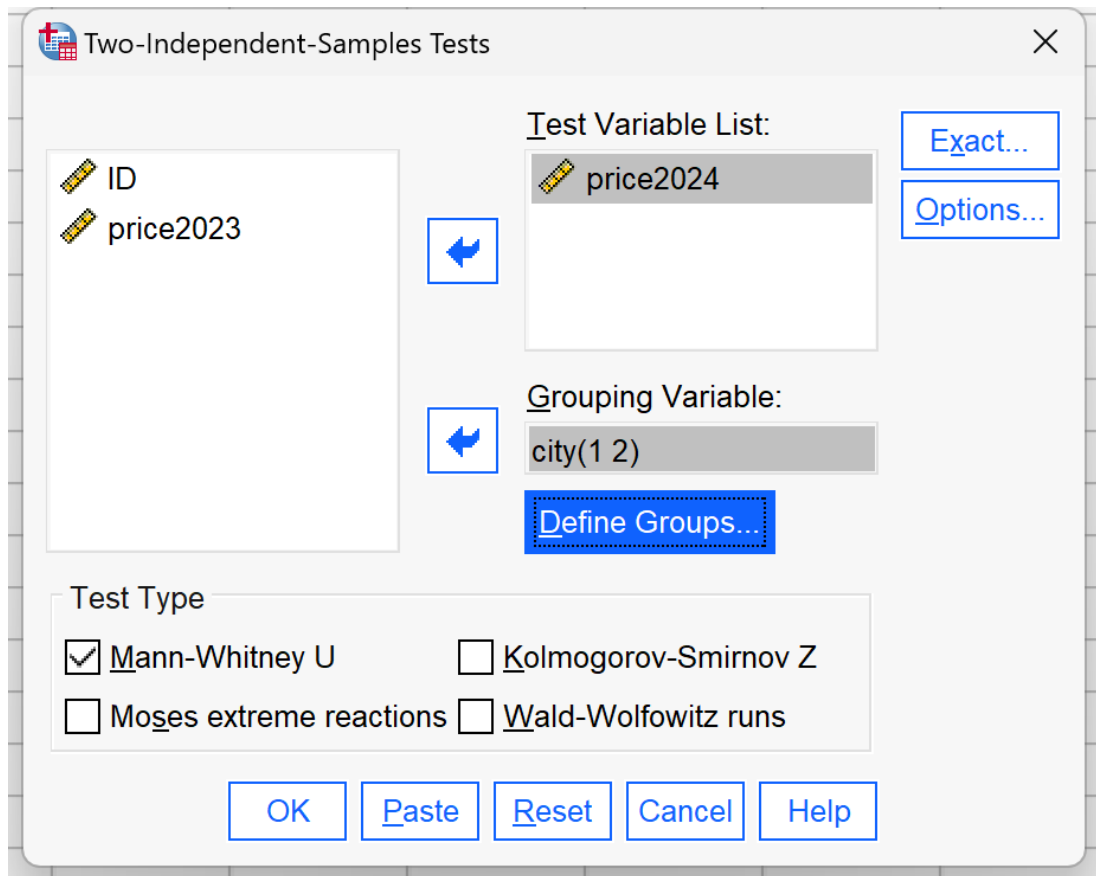 Two-Independent-Samples Tests
Test Variable List:
ID
price2023
price2024
Exact...
Options...
Grouping Variable:
city(1 2)
Define Groups...
Test Type
Mann-Whitney U
Kolmogorov-Smirnov Z
Moses extreme reactions
Wald-Wolfowitz runs
OK
Paste
Reset
Cancel
Help